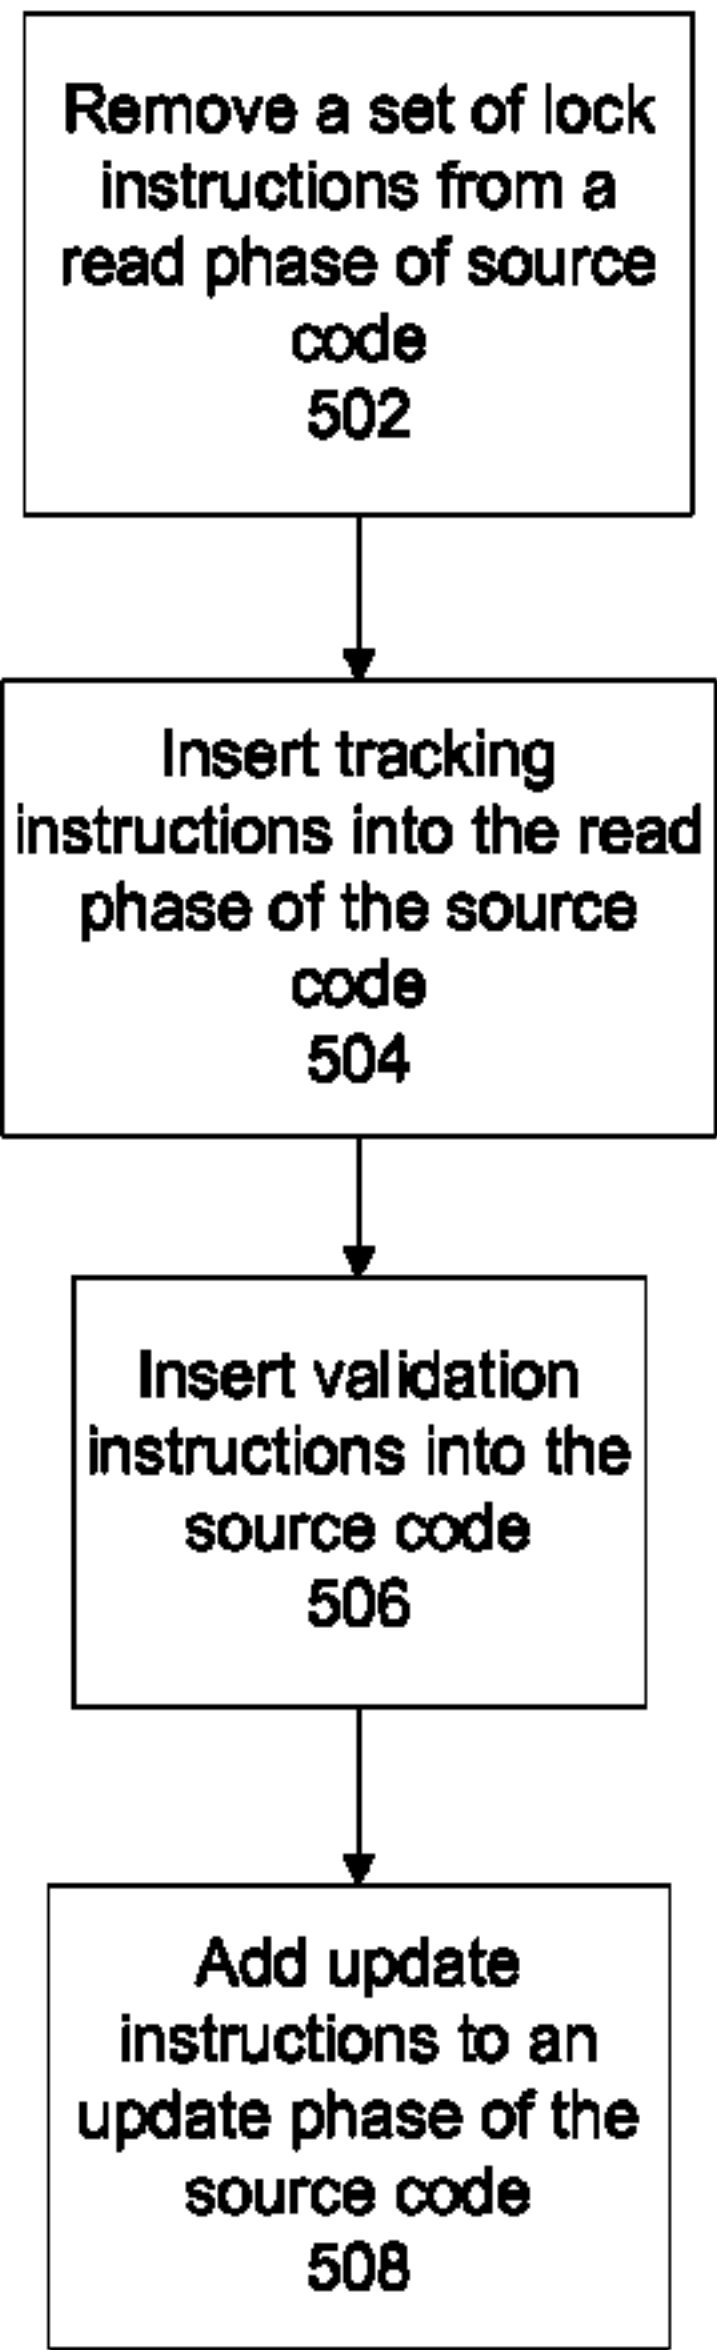 Remove a set of lock
instructions from a
read phase of source
code
502
Insert tracking
instructions into the read
phase of the source
code
504
Insert validation
instructions into the
source code
506
Add update
instructions to an
update phase of the
source code
508